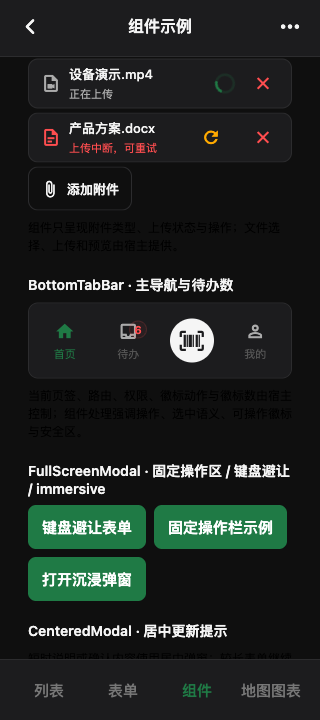 组件示例
设备演示.mp4
正在上传
产品方案.docx
上传中断，可重试
添加附件
组件只呈现附件类型、上传状态与操作；文件选
择、上传和预览由宿主提供。
BottomTabBar · 主导航与待办数
6
首页
待办
我的
当前页签、路由、权限、徽标动作与徽标数由宿主
控制；组件处理强调操作、选中语义、可操作徽标
与安全区。
FullScreenModal · 固定操作区 / 键盘避让
/ immersive
键盘避让表单
固定操作栏示例
打开沉浸弹窗
CenteredModal · 居中更新提示
列表
表单
组件
地图图表